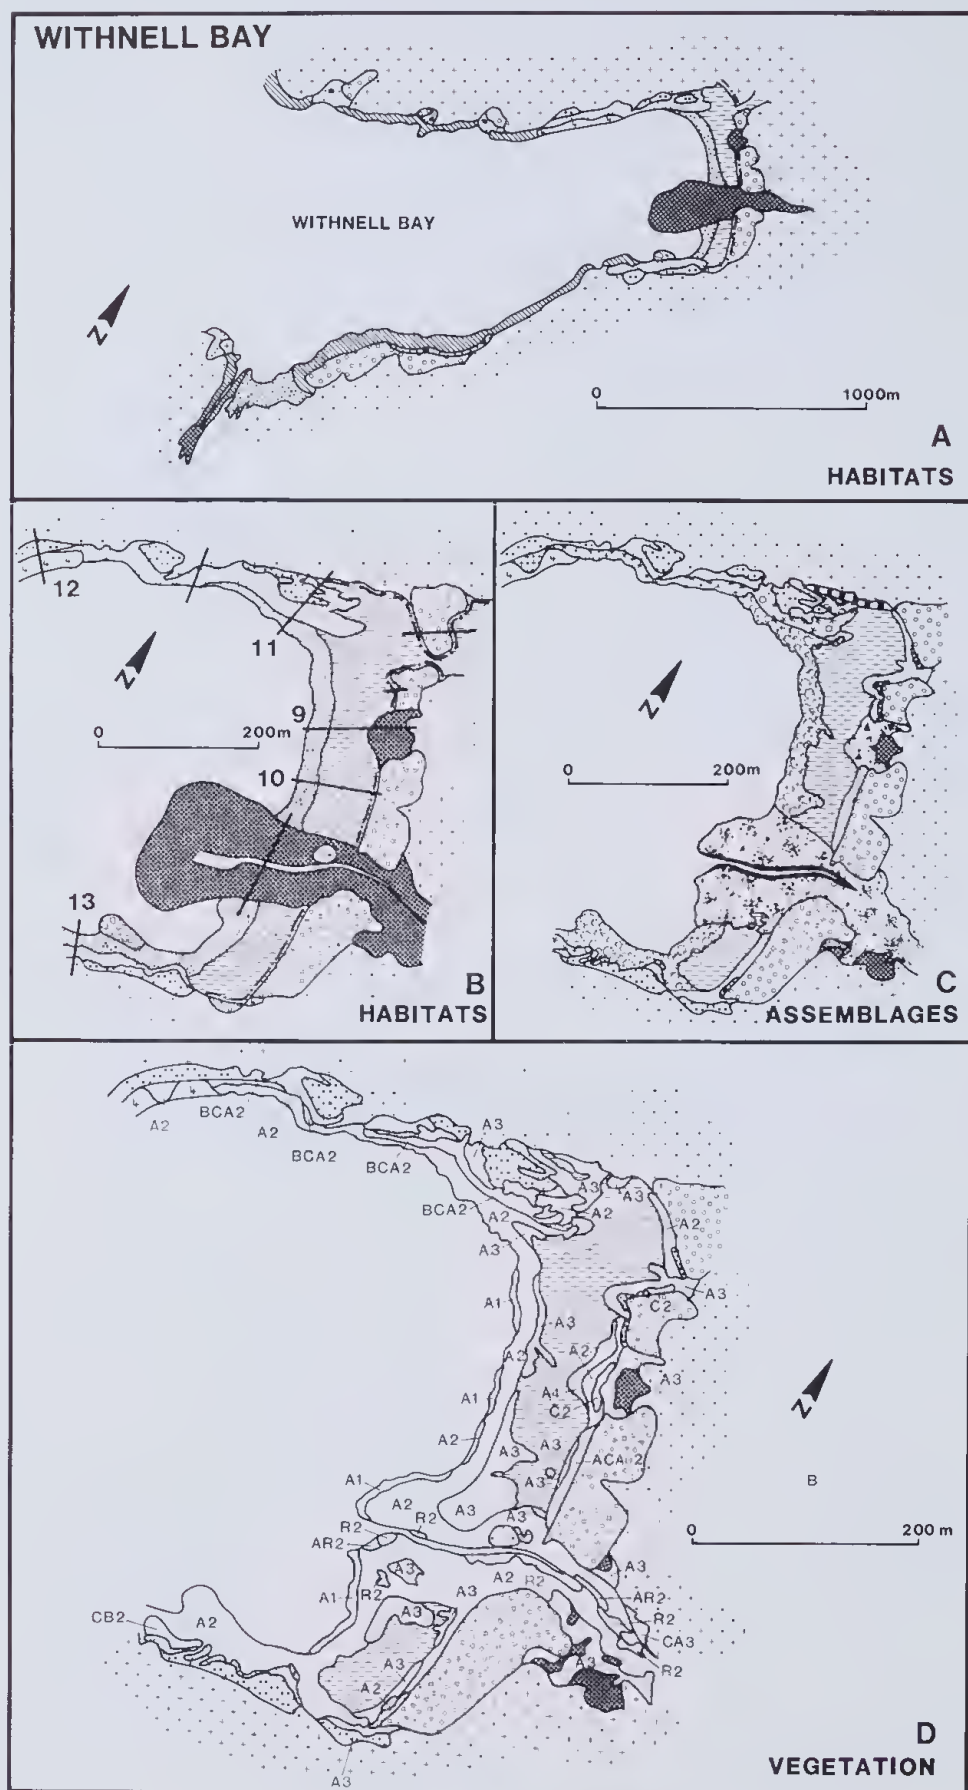 WITHNELL BAY
WITHNELL BAY
N
0 1000m
A
HABITATS
12
11
N
9
0 200m
10
13
B
HABITATS
N
0 200m
C
ASSEMBLAGES
A3
BCA2
A2
A2
BCA2
BCA2
A3
A3
BCA2
A2
A2
A2
A3
A3
C2
A1
A3
A2
A2
A3
N
A4
C2
A1
A2
A3
A3
ACA 2
A3
B
A1
A2
A3
A3
R2
R2
0 200m
AR2
A3
A2
R2
A3
A3
A1
R2
A3
AR2
R2
CB2
A2
CA3
A3
A3
R2
A2
D
VEGETATION
A3